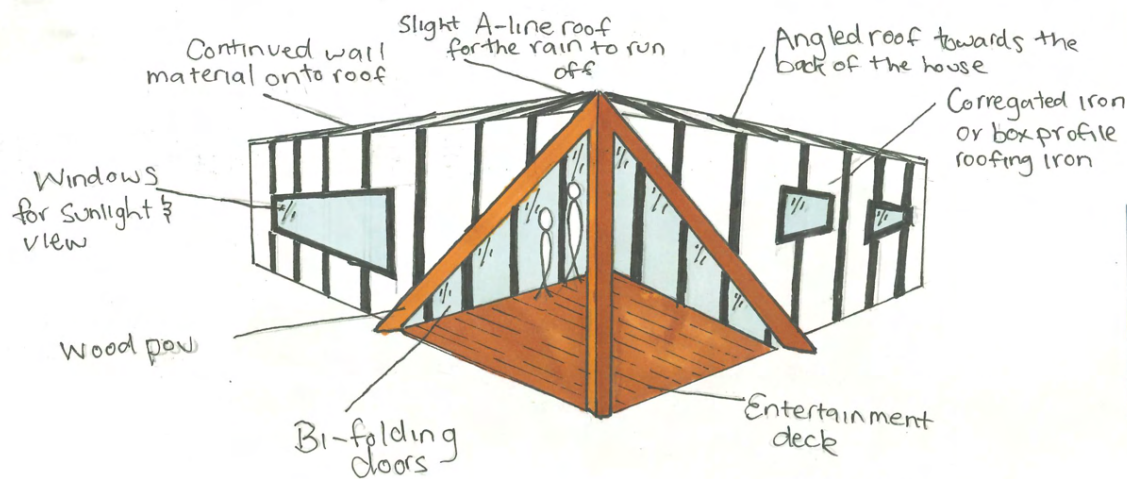 Slight A-line roof
for the rain to run
off
Continued wall
material onto roof
Angled roof towards the
back of the house
Corregated iron
or box profile
roofing iron
Windows
for sunlight &
view
Wood pou
Bi-folding
doors
Entertainment
deck